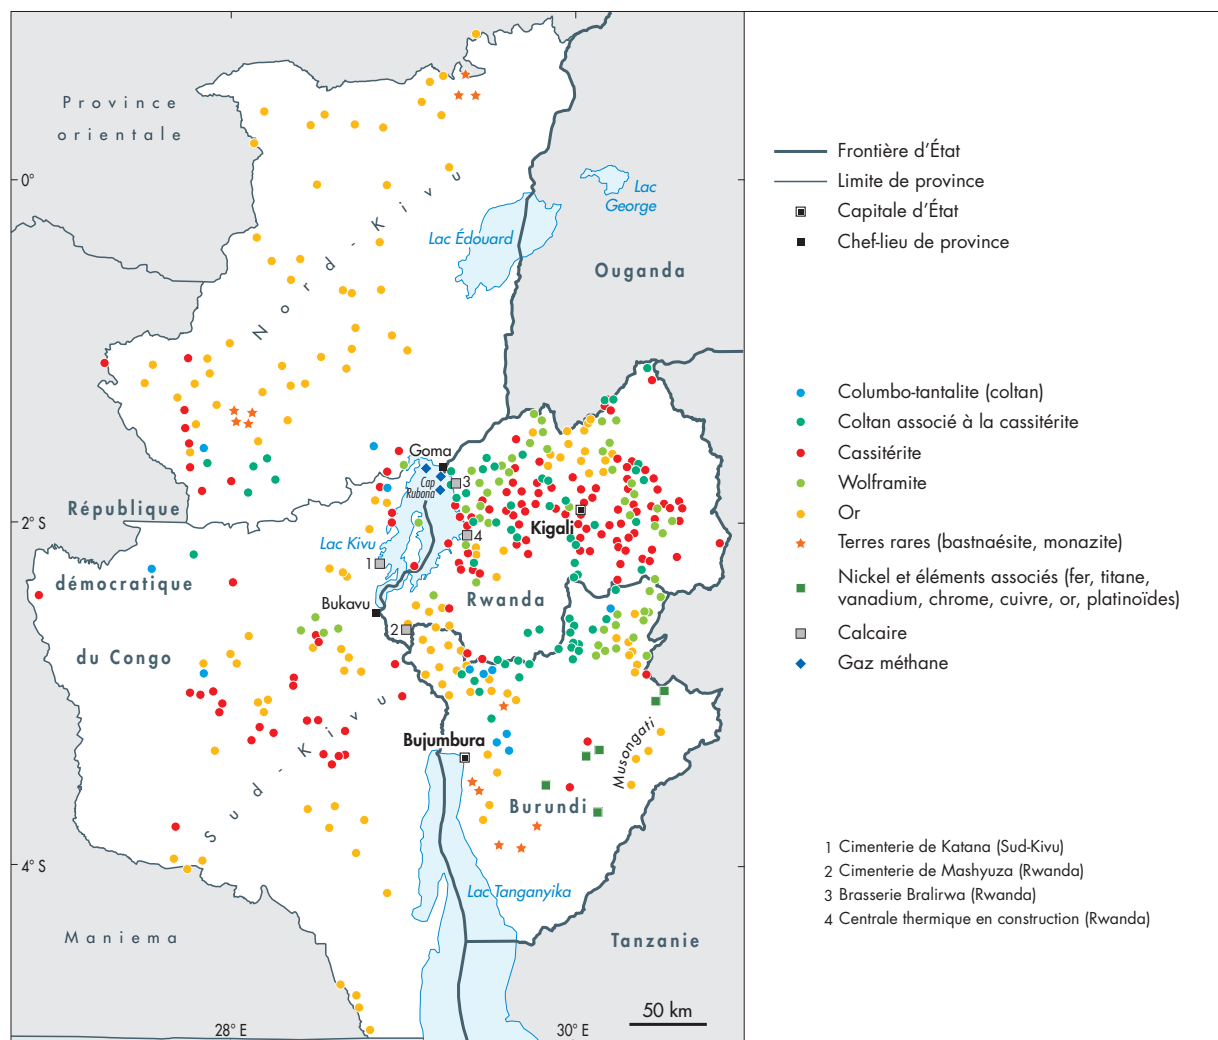 Province
orientale
0°
Nord-Kivu
Lac
George
Lac Édouard
Ouganda
Goma
Cap
Rubona
3
République
2° S
Kigali
4
Lac Kivu
1
démocratique
Bukavu
Rwanda
2
du Congo
Sud-Kivu
Bujumbura
Musongati
Burundi
4° S
Lac Tanganyika
Maniema
Tanzanie
28° E
30° E
50 km
Frontière d’État
Limite de province
Capitale d’État
Chef-lieu de province
Columbo-tantalite (coltan)
Coltan associé à la cassitérite
Cassitérite
Wolframite
Or
Terres rares (bastnaésite, monazite)
Nickel et éléments associés (fer, titane,
vanadium, chrome, cuivre, or, platinoïdes)
Calcaire
Gaz méthane
1 Cimenterie de Katana (Sud-Kivu)
2 Cimenterie de Mashyuza (Rwanda)
3 Brasserie Bralirwa (Rwanda)
4 Centrale thermique en construction (Rwanda)